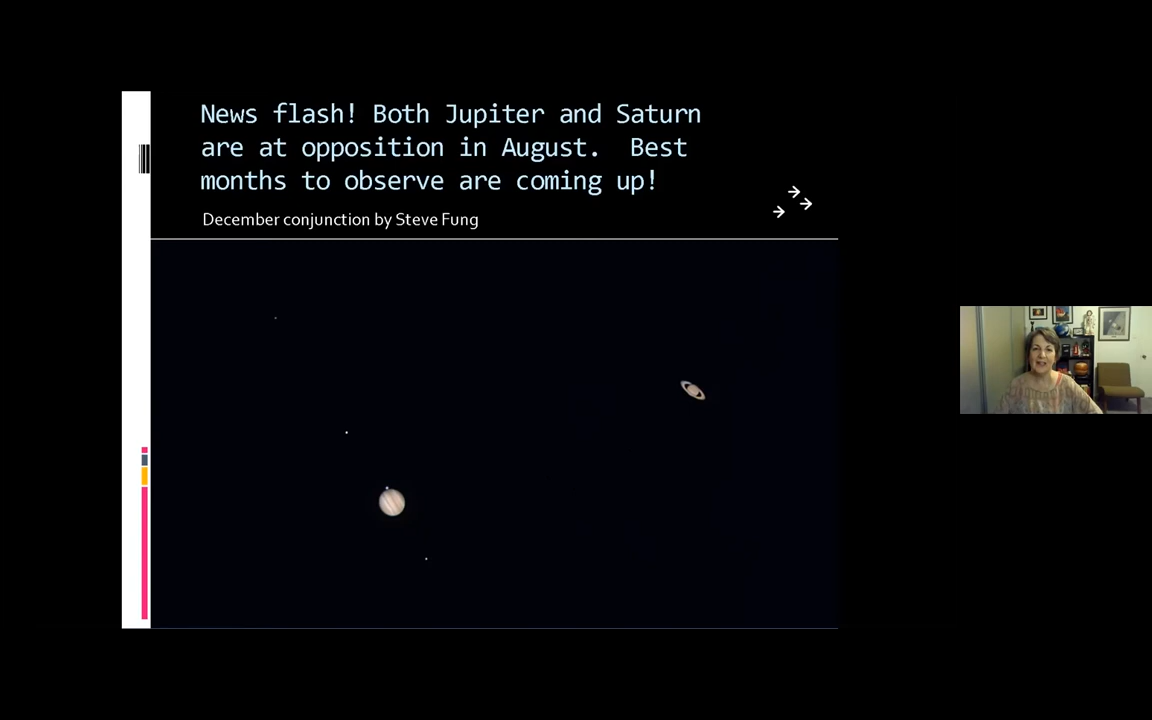 News flash! Both Jupiter and Saturn
are at opposition in August.  Best
months to observe are coming up!
December conjunction by Steve Fung